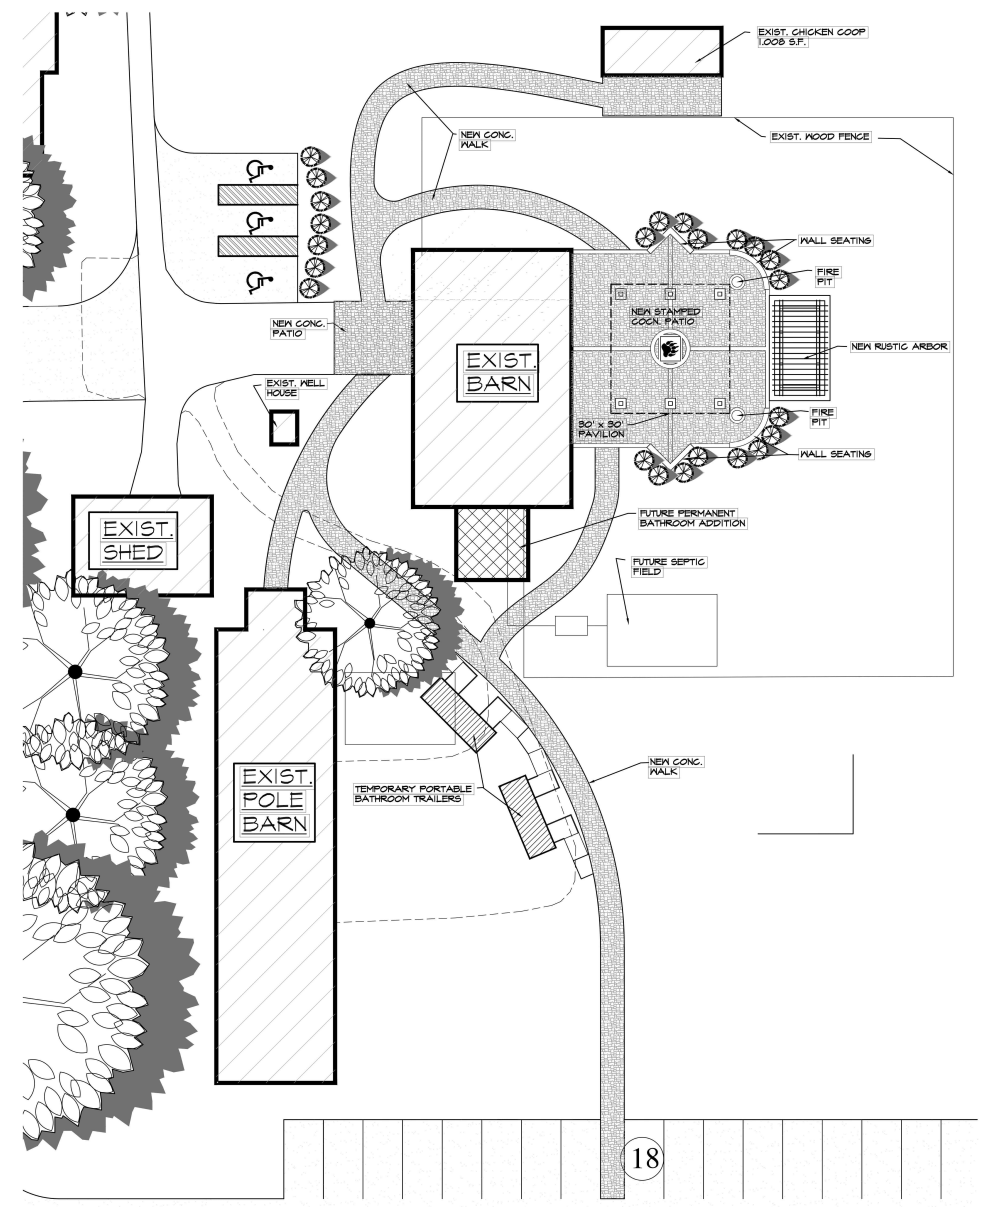 EXIST. CHICKEN COOP
1,008 S.F.
NEW CONC.
WALK
EXIST. WOOD FENCE
WALL SEATING
FIRE
PIT
NEW STAMPED
COCN. PATIO
NEW CONC.
PATIO
NEW RUSTIC ARBOR
EXIST.
BARN
EXIST. WELL
HOUSE
30' x 30'
PAVILION
FIRE
PIT
WALL SEATING
EXIST.
SHED
FUTURE PERMANENT
BATHROOM ADDITION
FUTURE SEPTIC
FIELD
EXIST.
POLE
BARN
NEW CONC.
WALK
TEMPORARY PORTABLE
BATHROOM TRAILERS
18